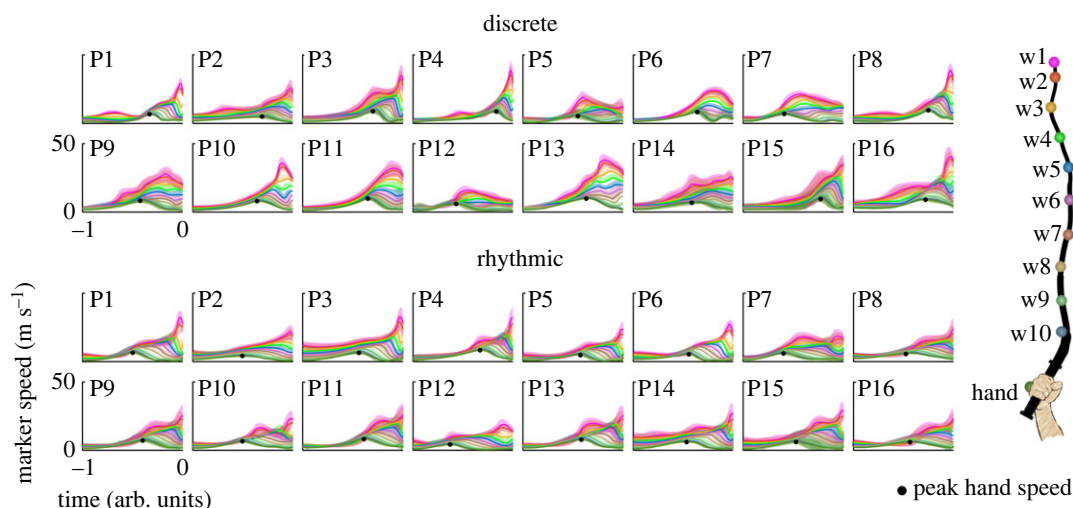 discrete
P1 P2 P3 P4 P5 P6 P7 P8
50
P9 P10 P11 P12 P13 P14 P15 P16
0
−1 0
rhythmic
P1 P2 P3 P4 P5 P6 P7 P8
50
P9 P10 P11 P12 P13 P14 P15 P16
0
−1 0
marker speed (m s⁻¹)
time (arb. units)
w1
w2
w3
w4
w5
w6
w7
w8
w9
w10
hand
peak hand speed